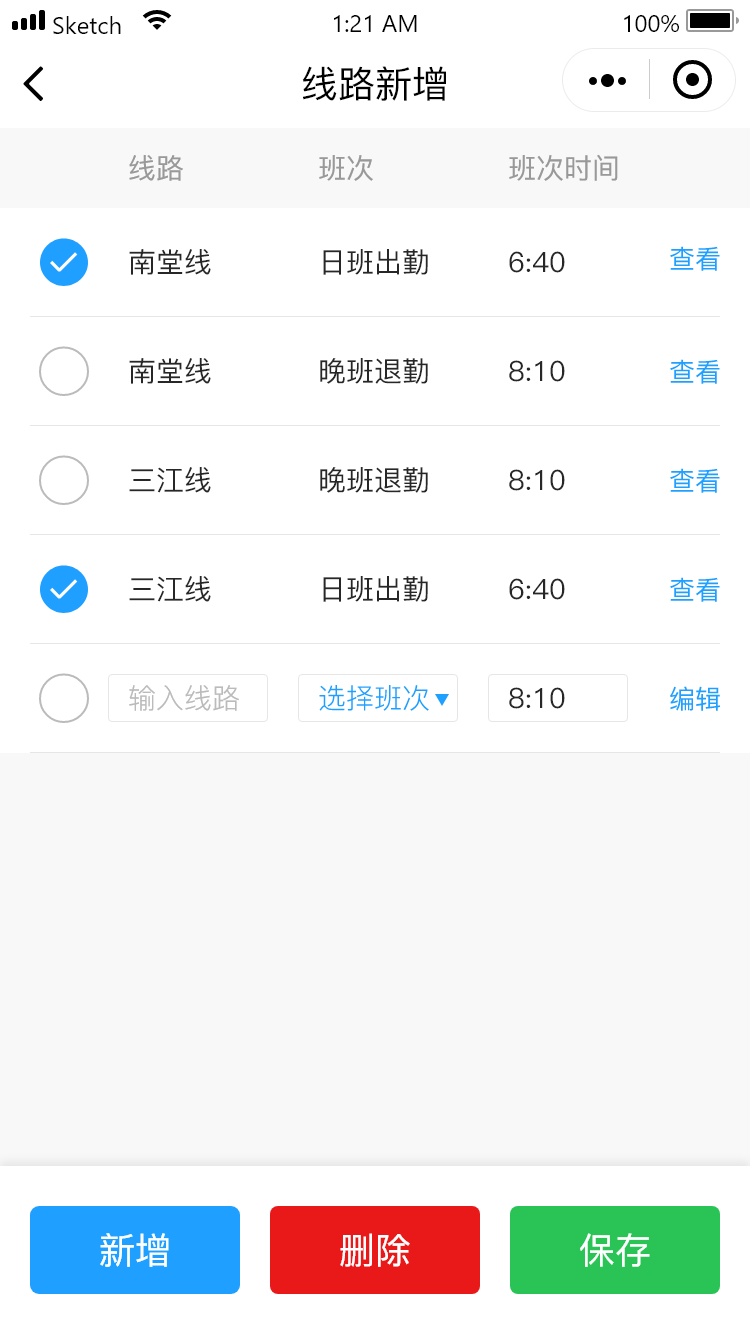 Sketch 1:21 AM 100%
线路新增
线路 班次 班次时间
南堂线 日班出勤 6:40 查看
南堂线 晚班退勤 8:10 查看
三江线 晚班退勤 8:10 查看
三江线 日班出勤 6:40 查看
输入线路 选择班次 8:10 编辑
新增 删除 保存